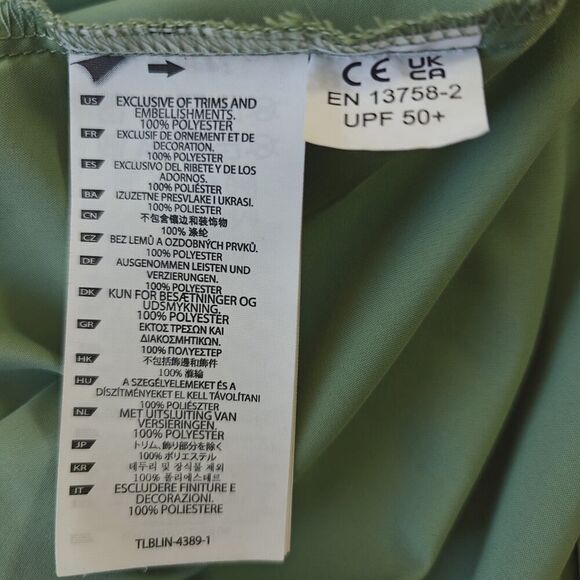 US EXCLUSIVE OF TRIMS AND
EMBELLISHMENTS.
100% POLYESTER
FR EXCLUSIF DE ORNEMENT ET DE
DECORATION.
100% POLYESTER
ES EXCLUSIVO DEL RIBETE Y DE LOS
ADORNOS.
100% POLIÉSTER
BA IZUZETNE PRESVLAKE I UKRASI.
100% POLIESTER
CN 不包含镶边和装饰物
100% 涤纶
CZ BEZ LEMŮ A OZDOBNÝCH PRVKŮ.
100% POLYESTER
DE AUSGENOMMEN LEISTEN UND
VERZIERUNGEN.
100% POLYESTER
DK KUN FOR BESÆTNINGER OG
UDSMYKNING.
100% POLYESTER
GR ΕΚΤΟΣ ΤΡΕΣΩΝ ΚΑΙ
ΔΙΑΚΟΣΜΗΤΙΚΩΝ.
100% ΠΟΛΥΕΣΤΕΡ
HK 不包括飾邊和飾件
100% 滌綸
HU A SZEGÉLYELEMEKET ÉS A
DÍSZÍTMÉNYEKET EL KELL TÁVOLÍTANI
100% POLIÉSZTER
NL MET UITSLUITING VAN
VERSIERINGEN.
100% POLYESTER
JP トリム、飾り部分を除く
100% ポリエステル
KR 테두리 및 장식물 제외
100% 폴리에스테르
IT ESCLUDERE FINITURE E
DECORAZIONI.
100% POLIESTERE
TLBLIN-4389-1
CE UK CA
EN 13758-2
UPF 50+